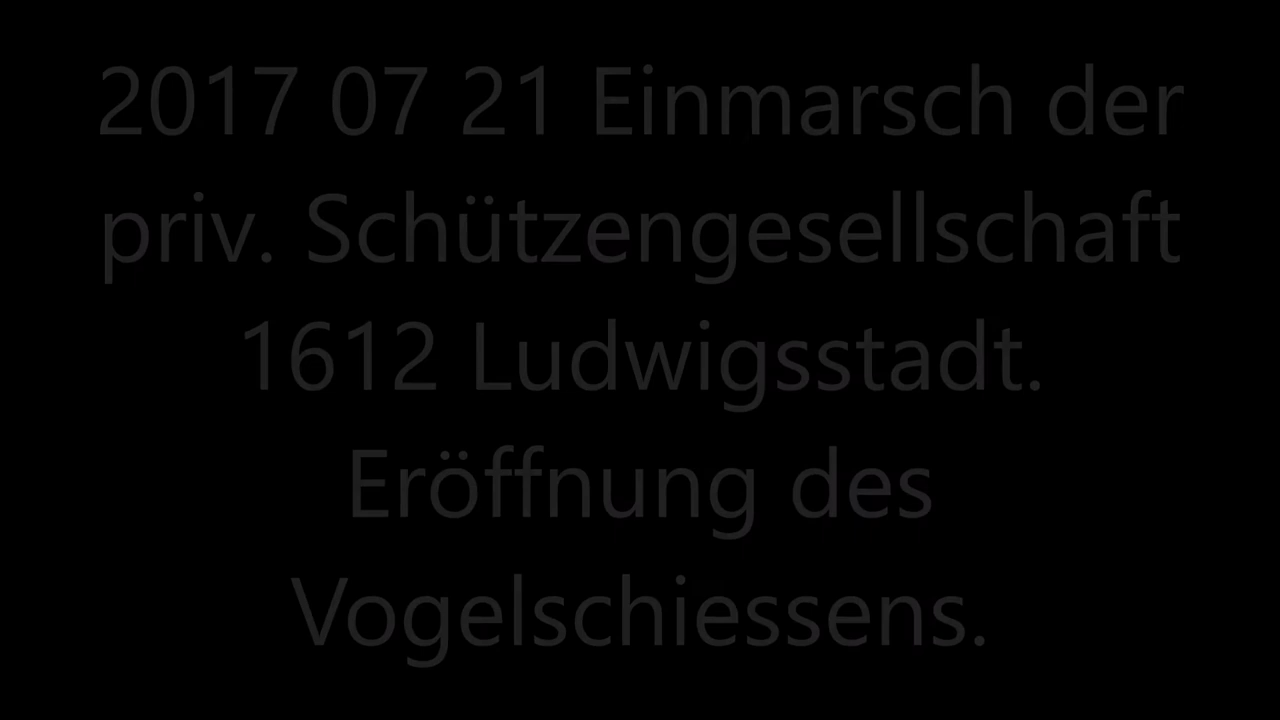 2017 07 21 Einmarsch der
priv. Schützengesellschaft
1612 Ludwigsstadt.
Eröffnung des
Vogelschiessens.